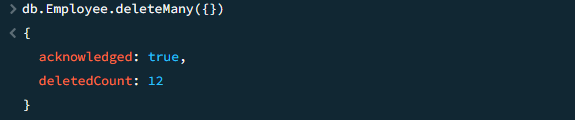 > db.Employee.deleteMany({})
< {
acknowledged: true,
deletedCount: 12
}